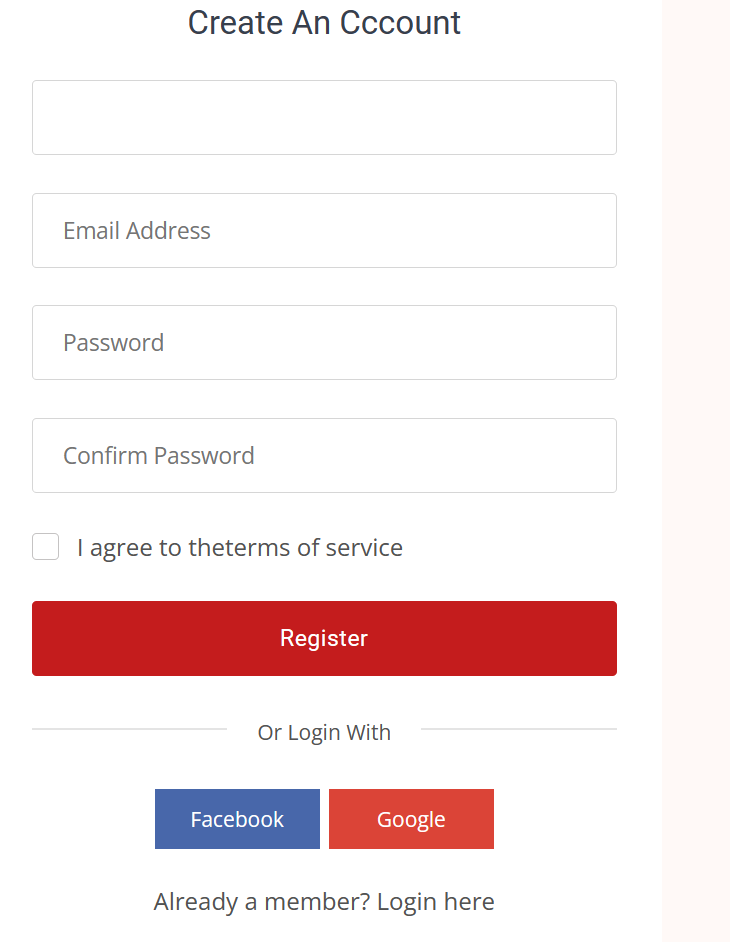 Create An Cccount
Email Address
Password
Confirm Password
I agree to theterms of service
Register
Or Login With
Facebook Google
Already a member? Login here